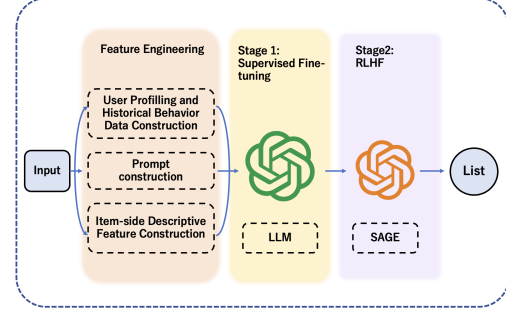 Feature Engineering
User Profilling and
Historical Behavior
Data Construction
Prompt
construction
Item-side Descriptive
Feature Construction
Input
Stage 1:
Supervised Fine-
tuning
LLM
Stage2:
RLHF
SAGE
List